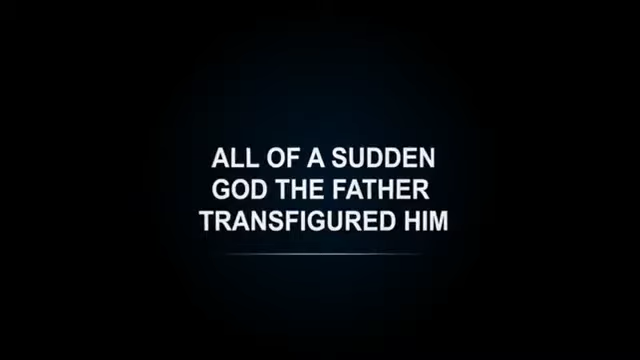 ALL OF A SUDDEN
GOD THE FATHER
TRANSFIGURED HIM